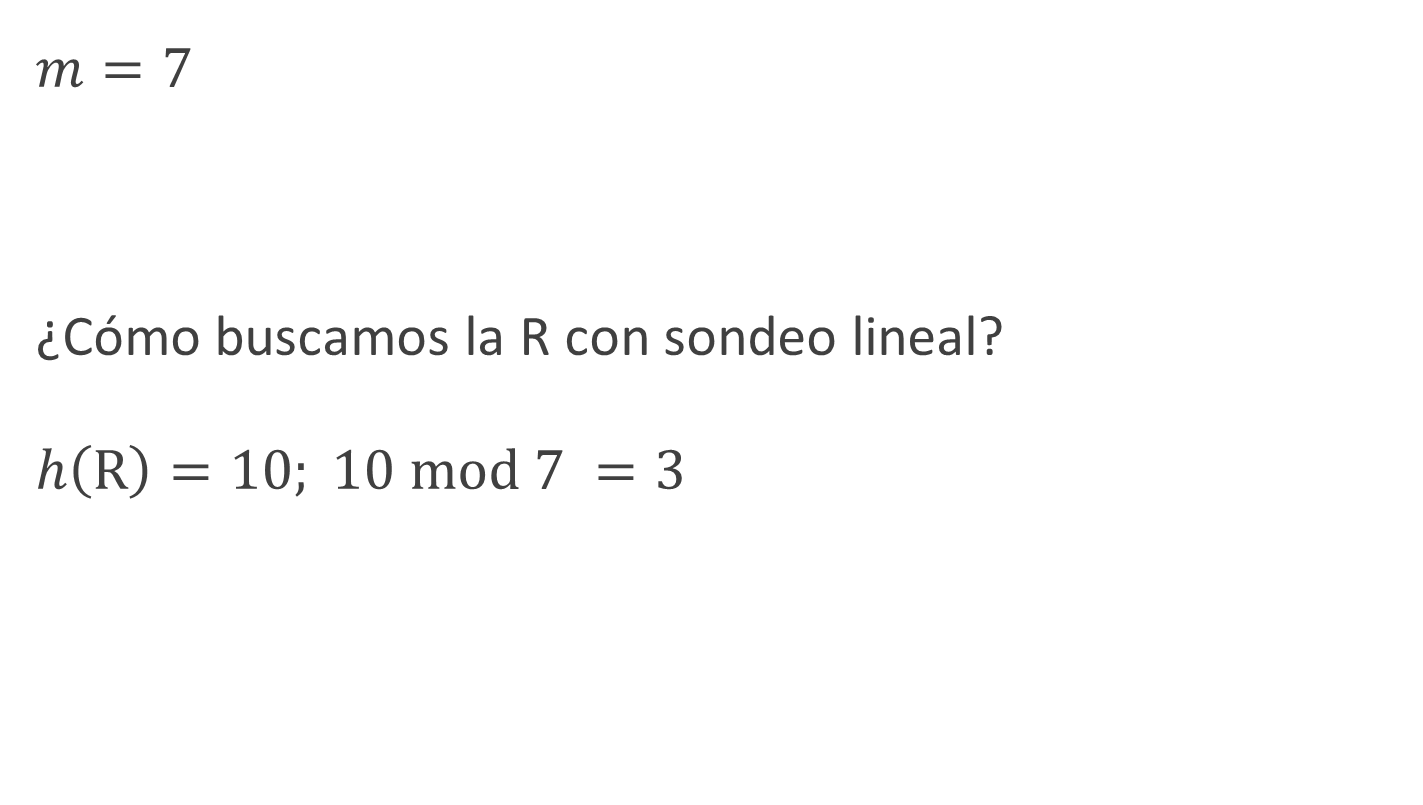 m = 7
¿Cómo buscamos la R con sondeo lineal?
h(R) = 10; 10 mod 7 = 3